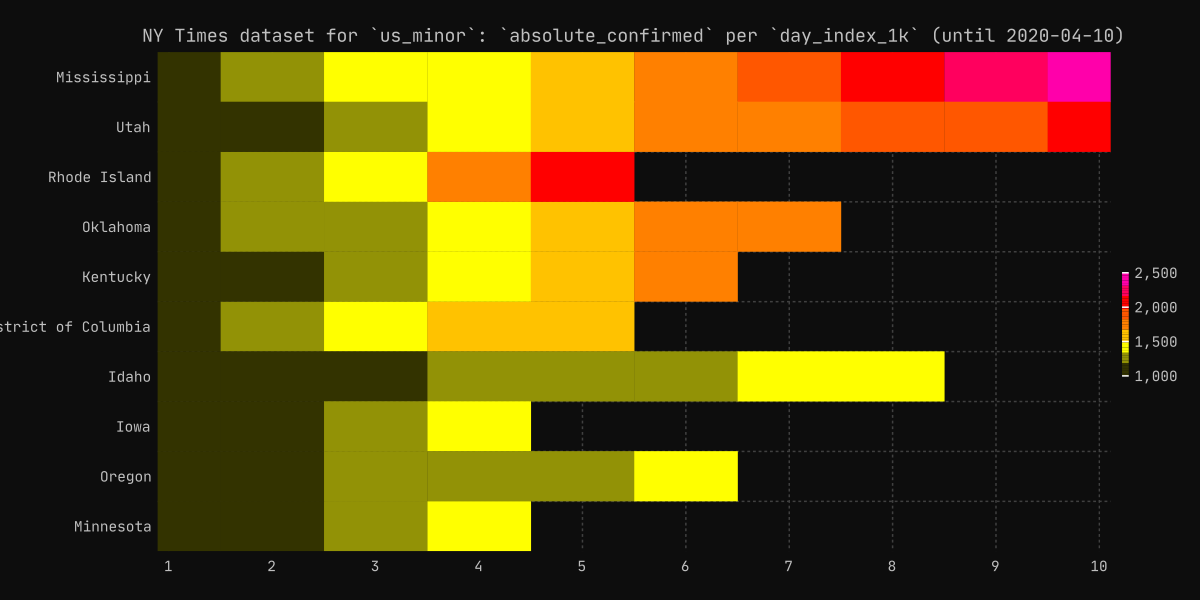 NY Times dataset for `us_minor`: `absolute_confirmed` per `day_index_1k` (until 2020-04-10)
Mississippi
Utah
Rhode Island
Oklahoma
Kentucky
strict of Columbia
Idaho
Iowa
Oregon
Minnesota
1 2 3 4 5 6 7 8 9 10
2,500
2,000
1,500
1,000